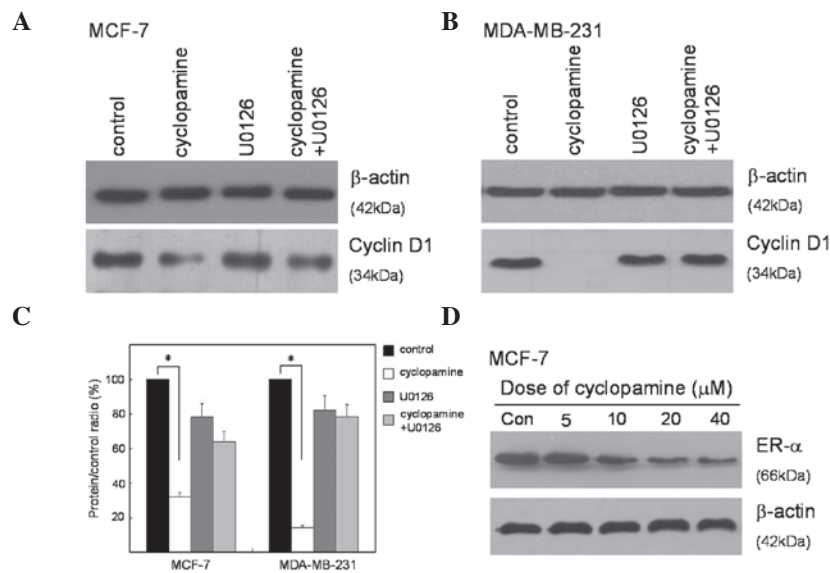 A
MCF-7
control
cyclopamine
U0126
cyclopamine
+U0126
β-actin
(42kDa)
Cyclin D1
(34kDa)
B
MDA-MB-231
control
cyclopamine
U0126
cyclopamine
+U0126
β-actin
(42kDa)
Cyclin D1
(34kDa)
C
Protein/control radio (%)
100
80
60
40
20
*
*
MCF-7
MDA-MB-231
control
cyclopamine
U0126
cyclopamine
+U0126
D
MCF-7
Dose of cyclopamine (μM)
Con 5 10 20 40
ER-α
(66kDa)
β-actin
(42kDa)